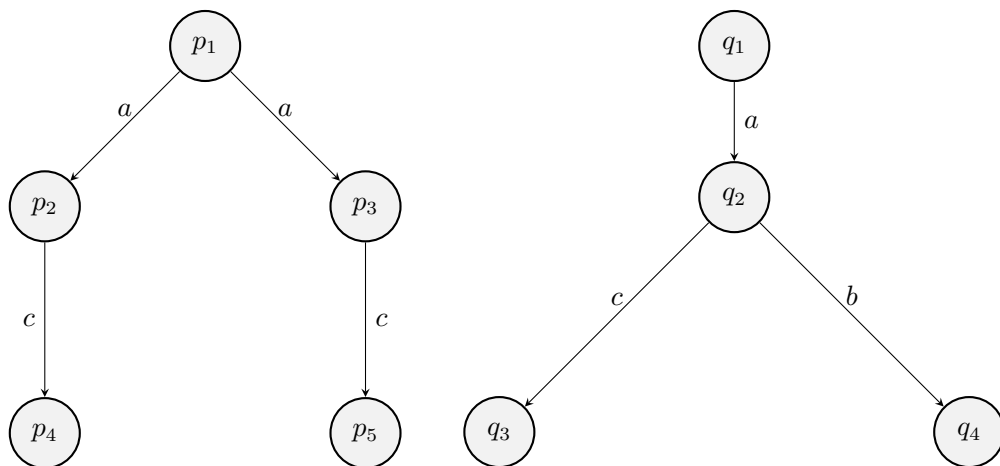 p₁ q₁
a a a
p₂ p₃ q₂
c c c b
p₄ p₅ q₃ q₄